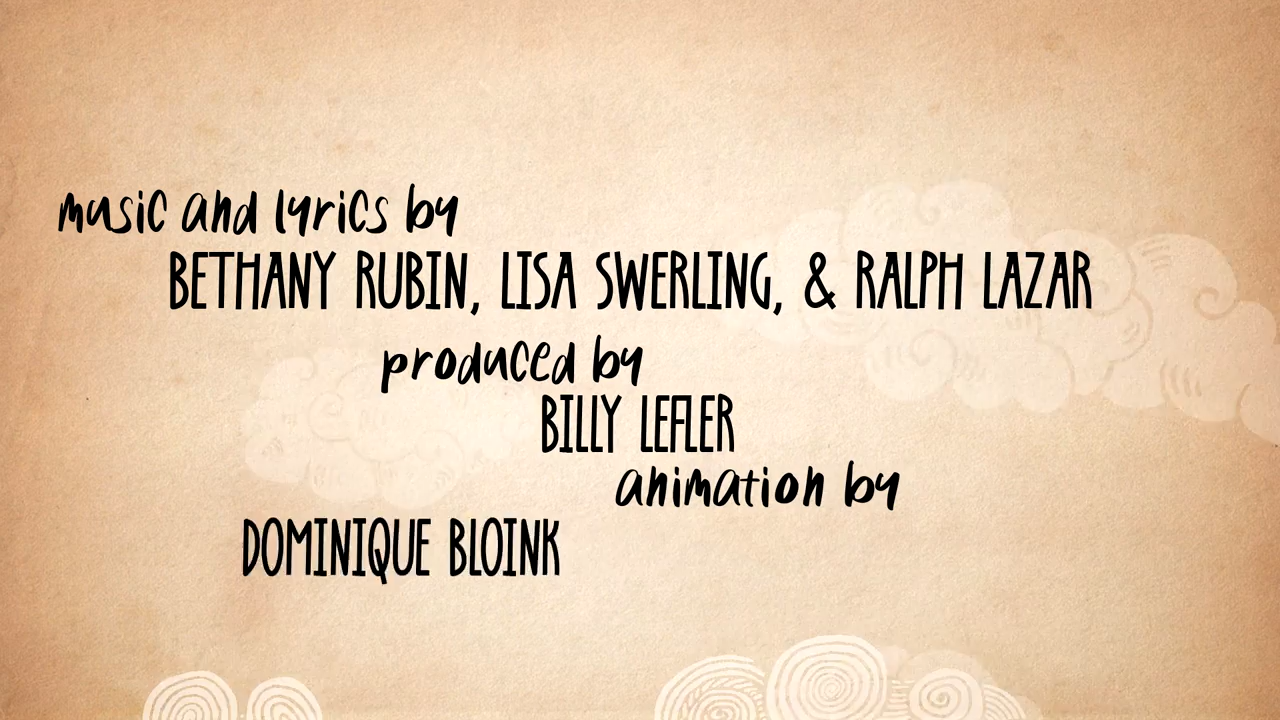 music and lyrics by
BETHANY RUBIN, LISA SWERLING, & RALPH LAZAR
produced by
BILLY LEFLER
animation by
DOMINIQUE BLOINK